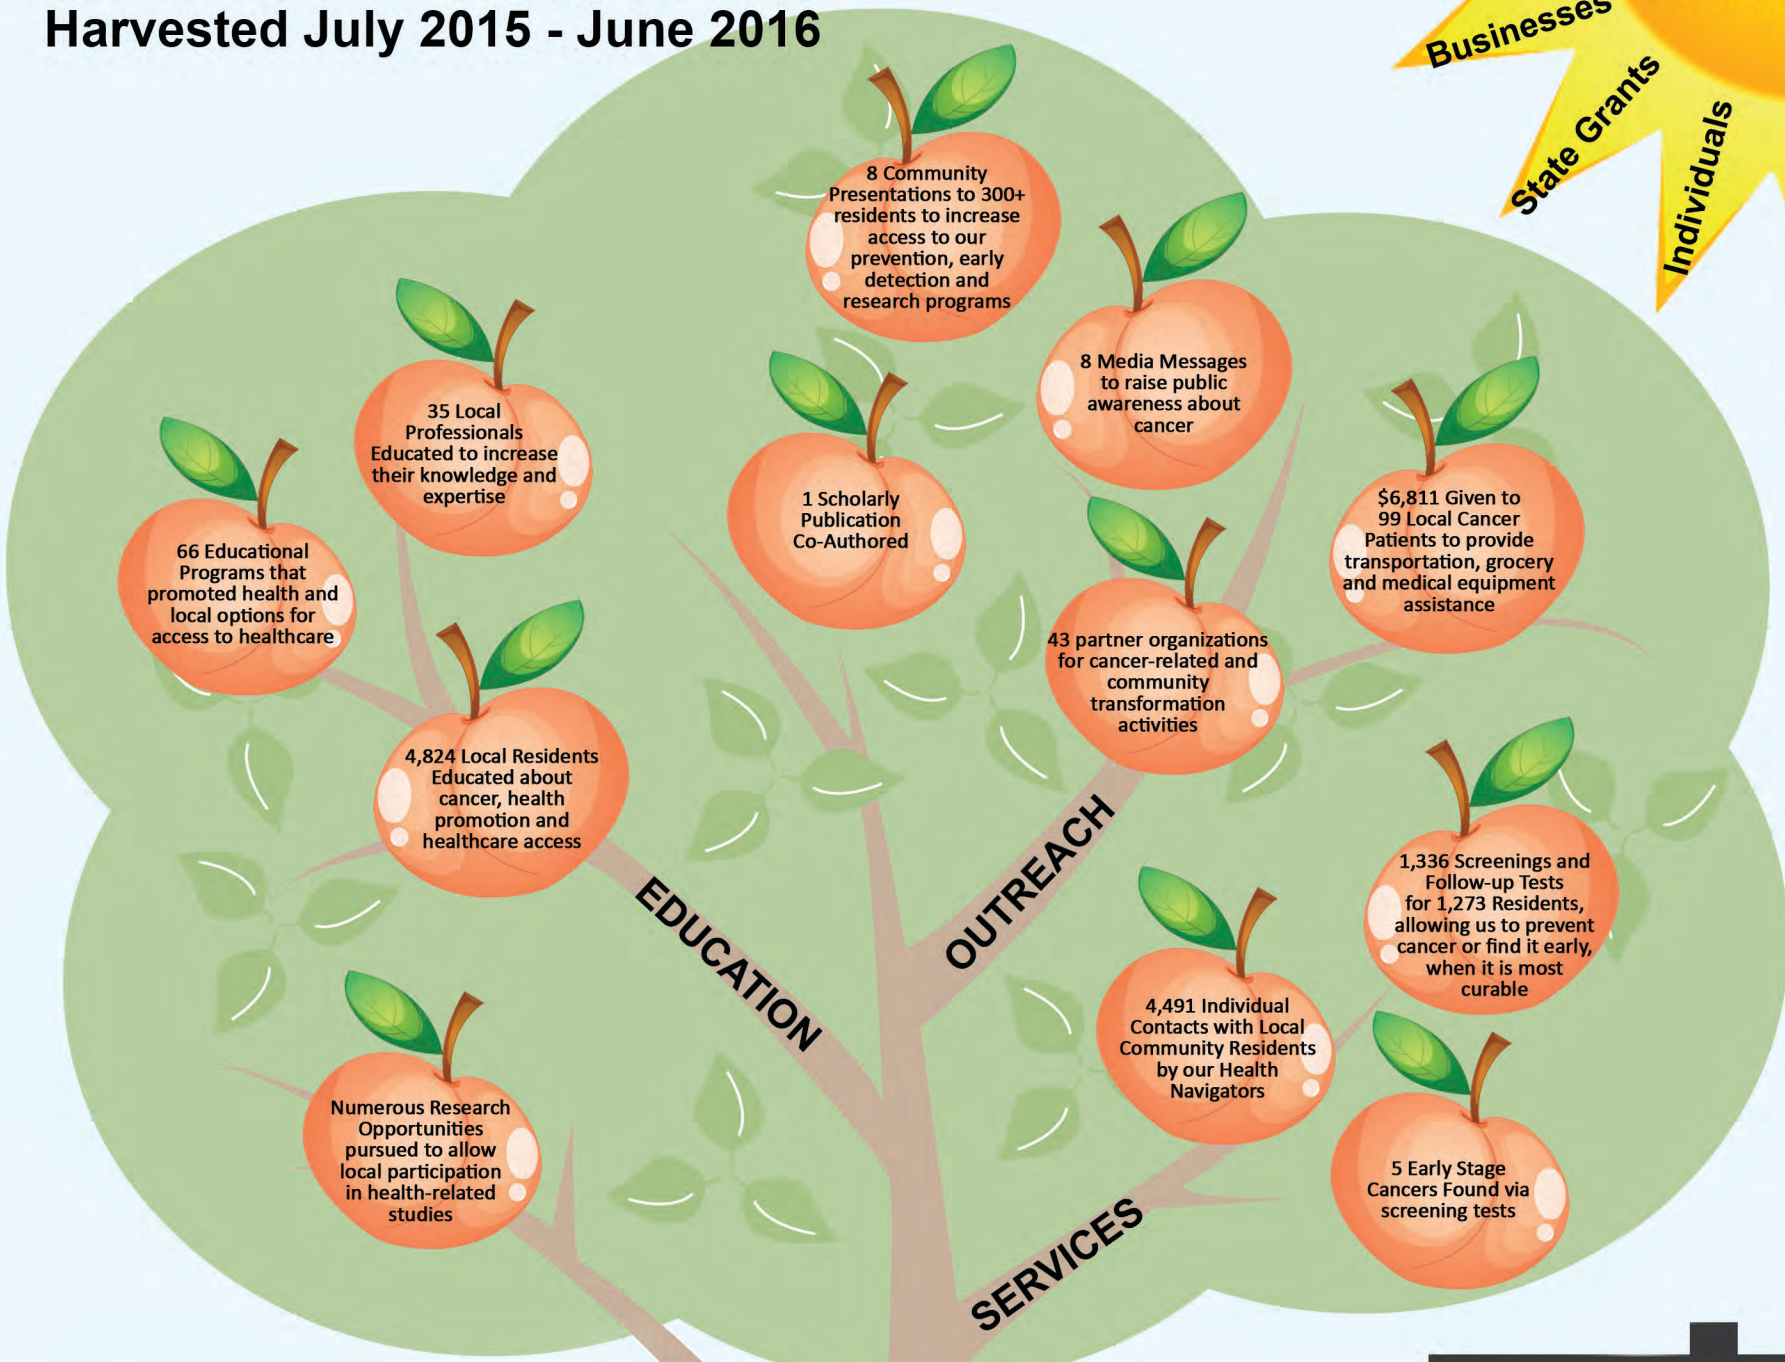 Harvested July 2015 - June 2016
Businesses
State Grants
Individuals
8 Community
Presentations to 300+
residents to increase
access to our
prevention, early
detection and
research programs
8 Media Messages
to raise public
awareness about
cancer
35 Local
Professionals
Educated to increase
their knowledge and
expertise
1 Scholarly
Publication
Co-Authored
$6,811 Given to
99 Local Cancer
Patients to provide
transportation, grocery
and medical equipment
assistance
66 Educational
Programs that
promoted health and
local options for
access to healthcare
43 partner organizations
for cancer-related and
community
transformation
activities
4,824 Local Residents
Educated about
cancer, health
promotion and
healthcare access
EDUCATION
OUTREACH
1,336 Screenings and
Follow-up Tests
for 1,273 Residents,
allowing us to prevent
cancer or find it early,
when it is most
curable
4,491 Individual
Contacts with Local
Community Residents
by our Health
Navigators
Numerous Research
Opportunities
pursued to allow
local participation
in health-related
studies
5 Early Stage
Cancers Found via
screening tests
SERVICES